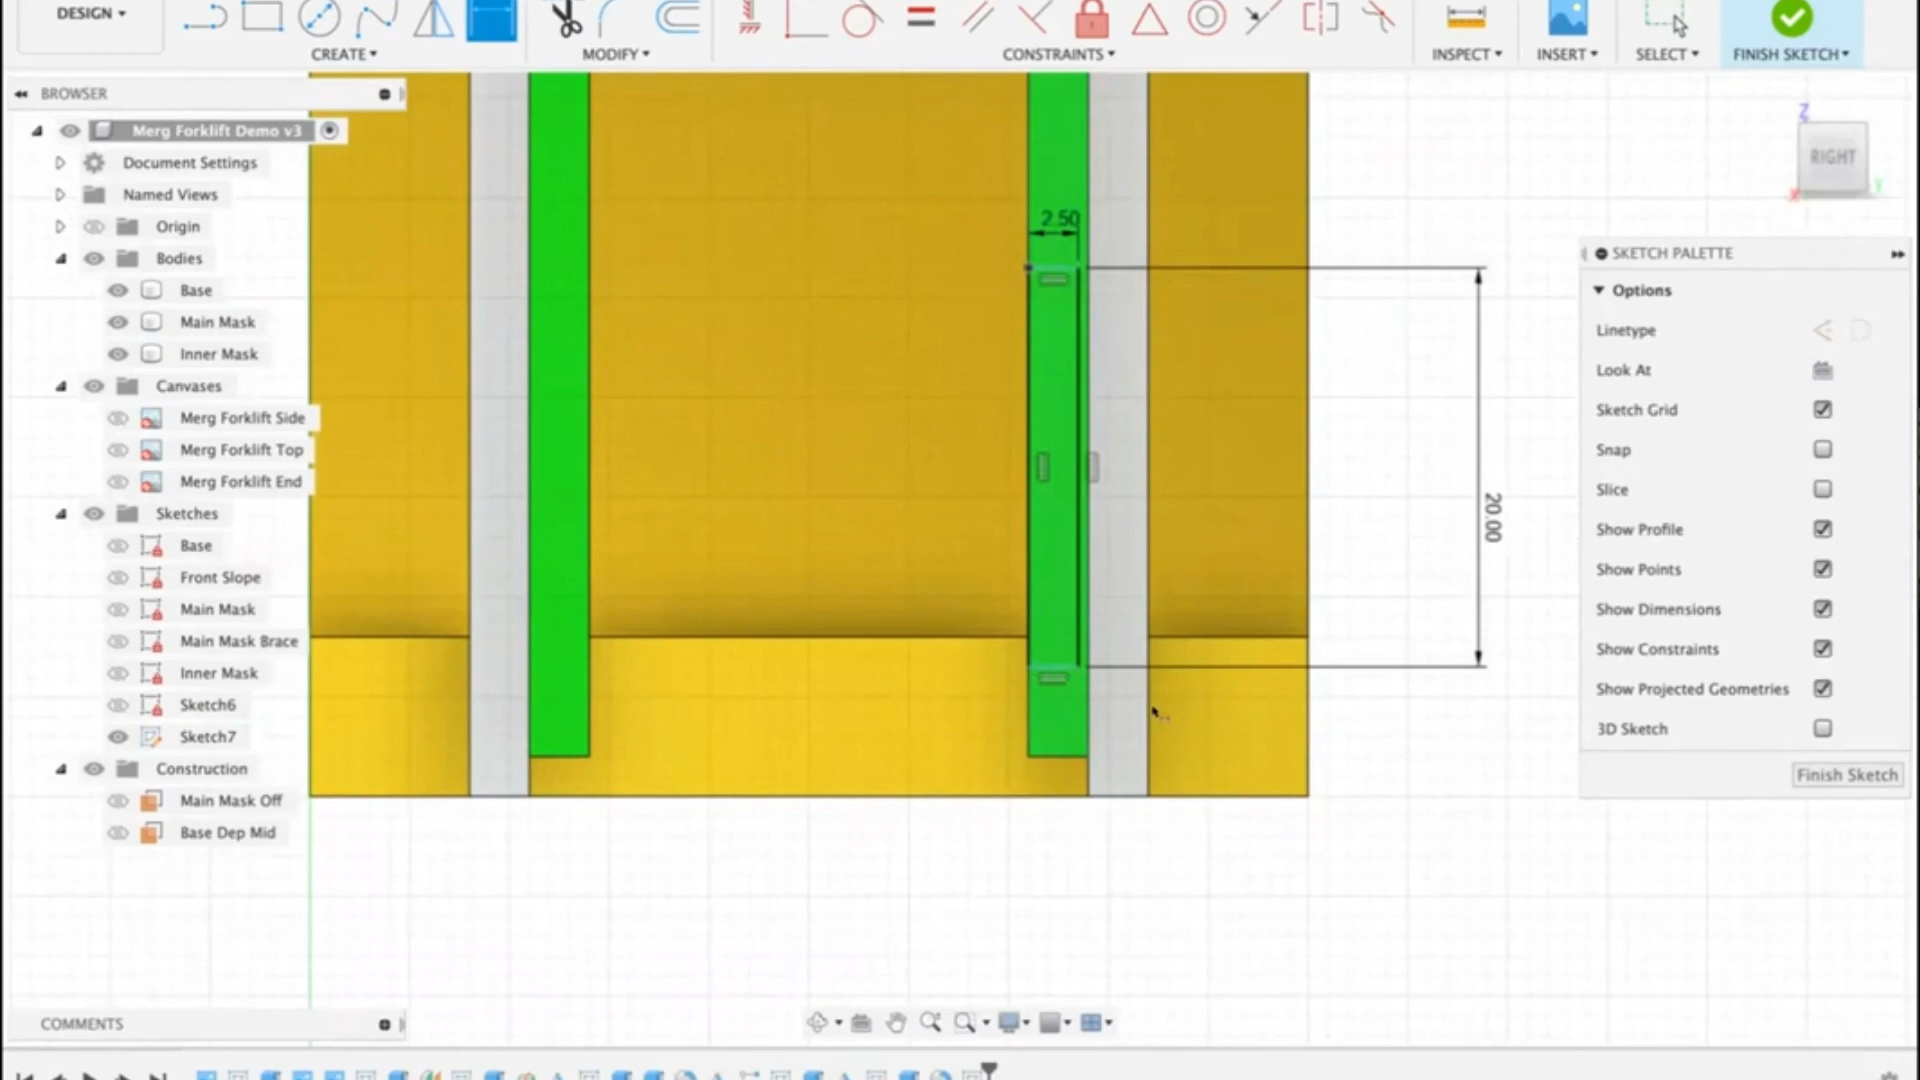 DESIGN
CREATE
MODIFY
CONSTRAINTS
INSPECT
INSERT
SELECT
FINISH SKETCH
BROWSER
Merg Forklift Demo v3
Document Settings
Named Views
Origin
Bodies
Base
Main Mask
Inner Mask
Canvases
Merg Forklift Side
Merg Forklift Top
Merg Forklift End
Sketches
Base
Front Slope
Main Mask
Main Mask Brace
Inner Mask
Sketch6
Sketch7
Construction
Main Mask Off
Base Dep Mid
COMMENTS
2.50
20.00
Z
RIGHT
X
Y
SKETCH PALETTE
Options
Linetype
Look At
Sketch Grid
Snap
Slice
Show Profile
Show Points
Show Dimensions
Show Constraints
Show Projected Geometries
3D Sketch
Finish Sketch